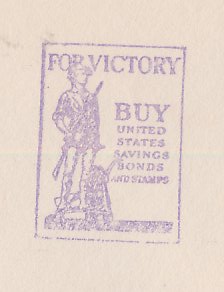 FOR VICTORY
BUY
UNITED
STATES
SAVINGS
BONDS
AND STAMPS